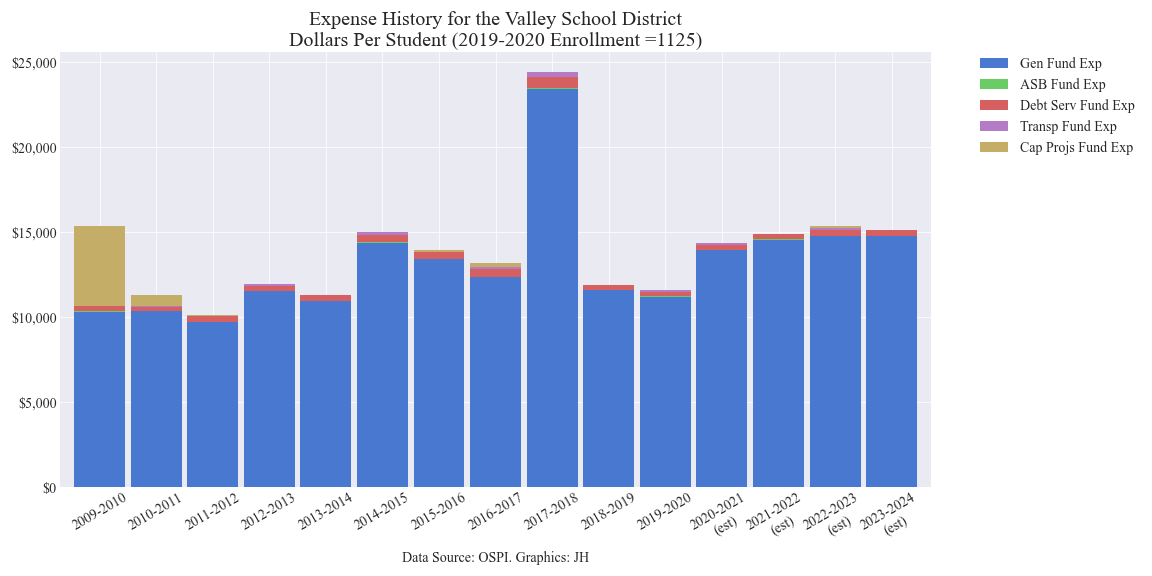 Expense History for the Valley School District
Dollars Per Student (2019-2020 Enrollment =1125)
$25,000
$20,000
$15,000
$10,000
$5,000
$0
2009-2010
2010-2011
2011-2012
2012-2013
2013-2014
2014-2015
2015-2016
2016-2017
2017-2018
2018-2019
2019-2020
2020-2021
(est)
2021-2022
(est)
2022-2023
(est)
2023-2024
(est)
Data Source: OSPI. Graphics: JH
Gen Fund Exp
ASB Fund Exp
Debt Serv Fund Exp
Transp Fund Exp
Cap Projs Fund Exp